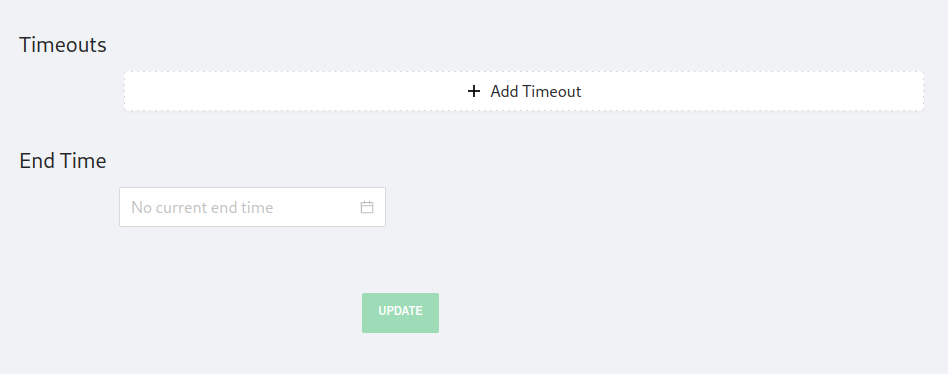 Timeouts
+ Add Timeout
End Time
No current end time
UPDATE